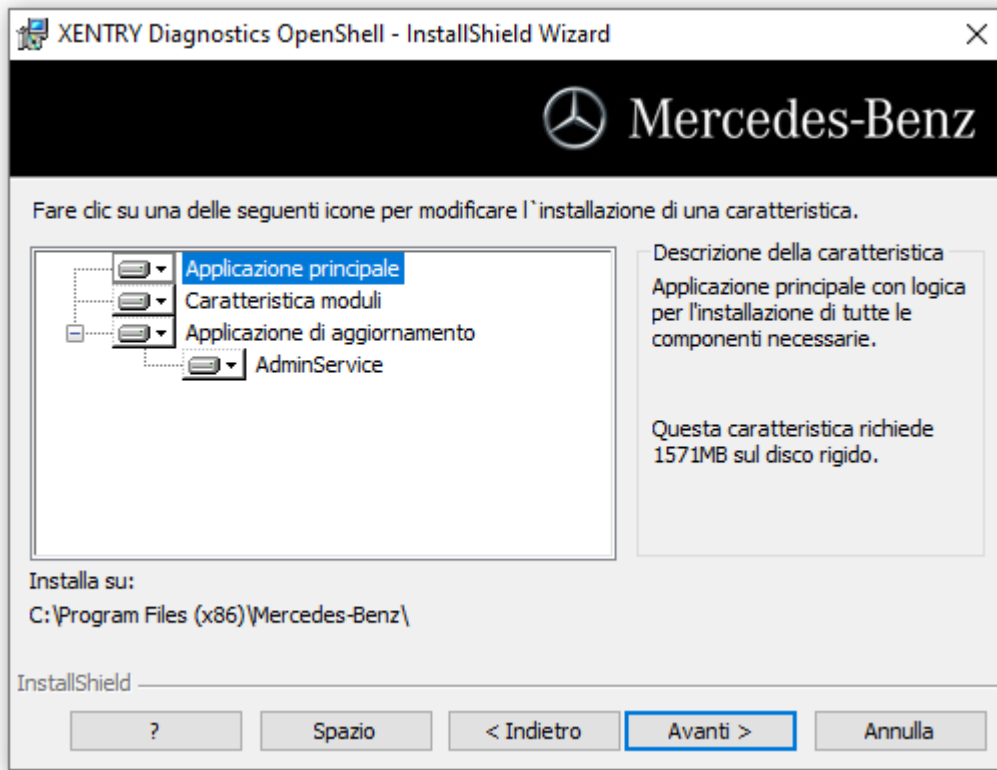 XENTRY Diagnostics OpenShell - InstallShield Wizard
Mercedes-Benz
Fare clic su una delle seguenti icone per modificare l`installazione di una caratteristica.
Applicazione principale
Caratteristica moduli
Applicazione di aggiornamento
AdminService
Descrizione della caratteristica
Applicazione principale con logica
per l'installazione di tutte le
componenti necessarie.
Questa caratteristica richiede
1571MB sul disco rigido.
Installa su:
C:\Program Files (x86)\Mercedes-Benz\
InstallShield
?
Spazio
< Indietro
Avanti >
Annulla